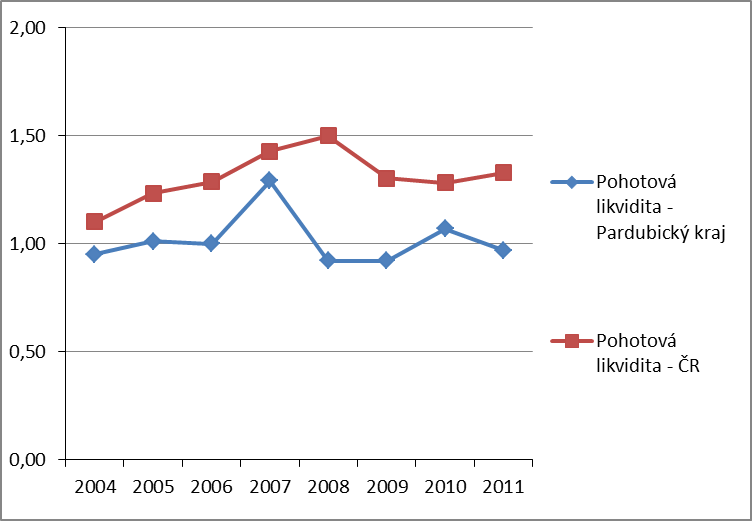 2,00
1,50
1,00
0,50
0,00
2004 2005 2006 2007 2008 2009 2010 2011
Pohotová
likvidita -
Pardubický kraj
Pohotová
likvidita - ČR